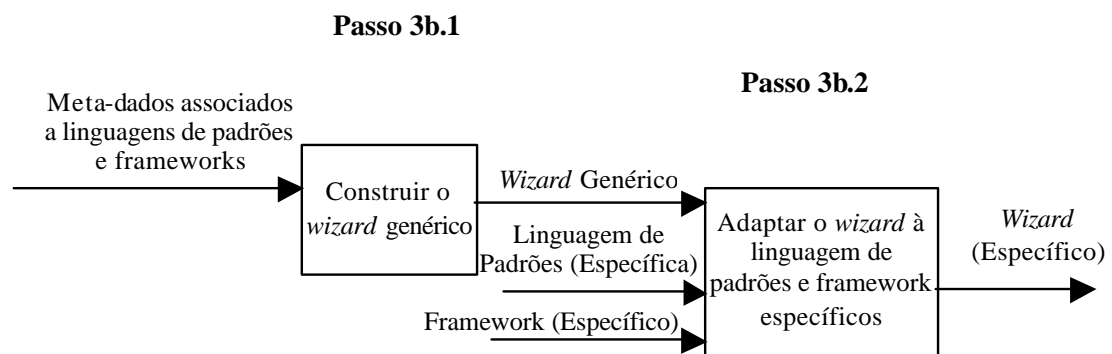 Passo 3b.1
Passo 3b.2
Meta-dados associados
a linguagens de padrões
e frameworks
Construir o
wizard genérico
Wizard Genérico
Linguagem de
Padrões (Específica)
Framework (Específico)
Adaptar o wizard à
linguagem de
padrões e framework
específicos
Wizard
(Específico)